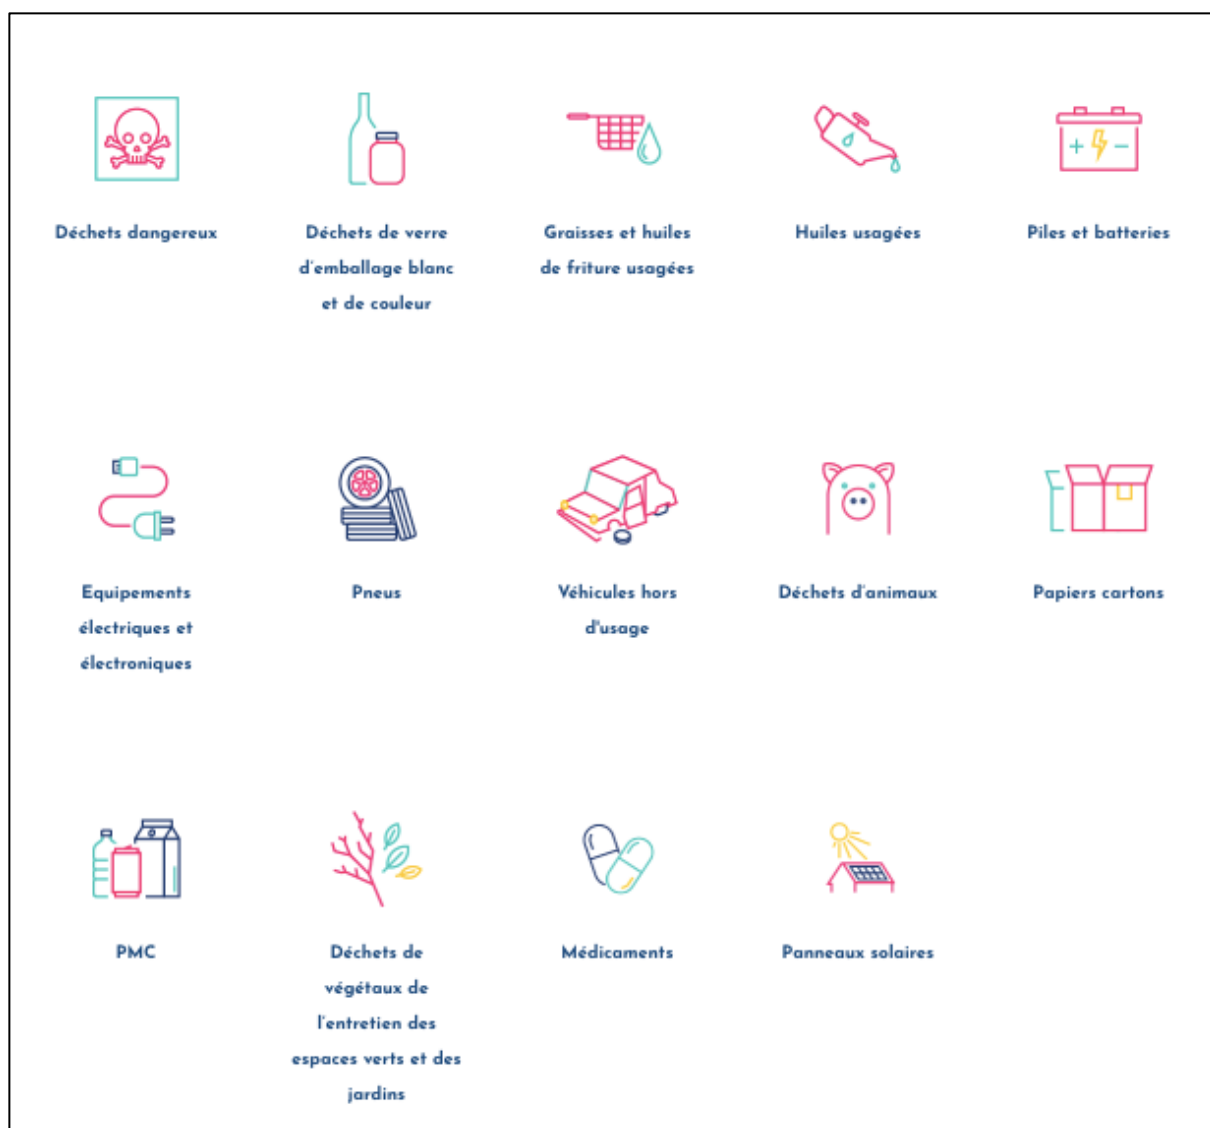 Déchets dangereux
Déchets de verre
d'emballage blanc
et de couleur
Graisses et huiles
de friture usagées
Huiles usagées
Piles et batteries
Equipements
électriques et
électroniques
Pneus
Véhicules hors
d'usage
Déchets d'animaux
Papiers cartons
PMC
Déchets de
végétaux de
l'entretien des
espaces verts et des
jardins
Médicaments
Panneaux solaires